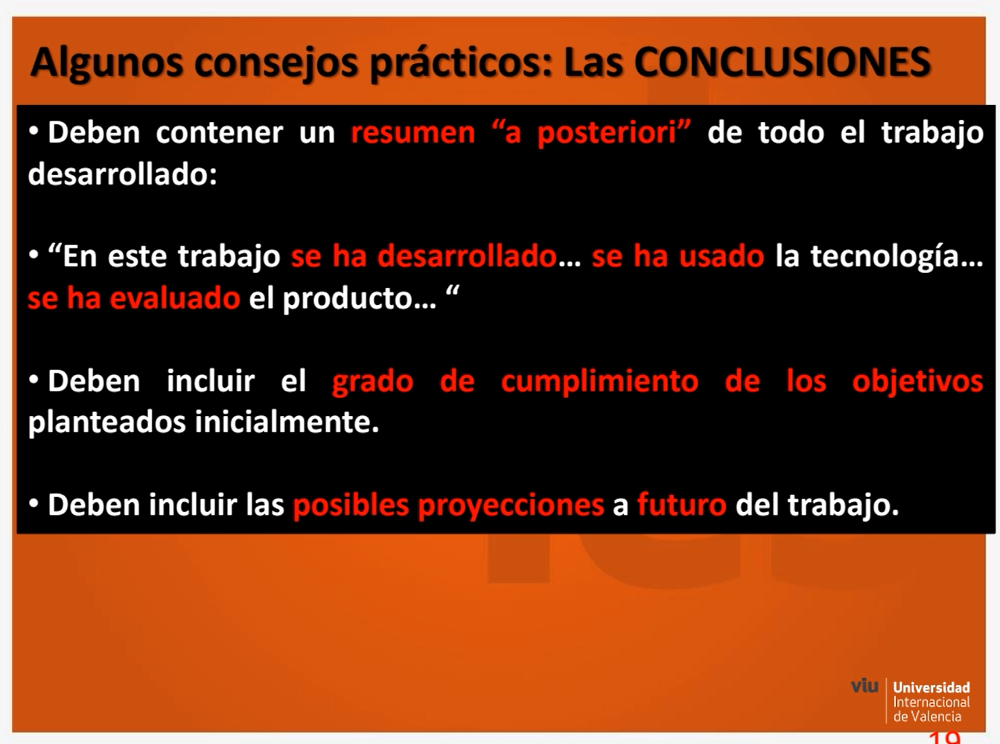 Algunos consejos prácticos: Las CONCLUSIONES
• Deben contener un resumen “a posteriori” de todo el trabajo
desarrollado:
• “En este trabajo se ha desarrollado… se ha usado la tecnología…
se ha evaluado el producto… “
• Deben incluir el grado de cumplimiento de los objetivos
planteados inicialmente.
• Deben incluir las posibles proyecciones a futuro del trabajo.
viu
Universidad
Internacional
de Valencia
19